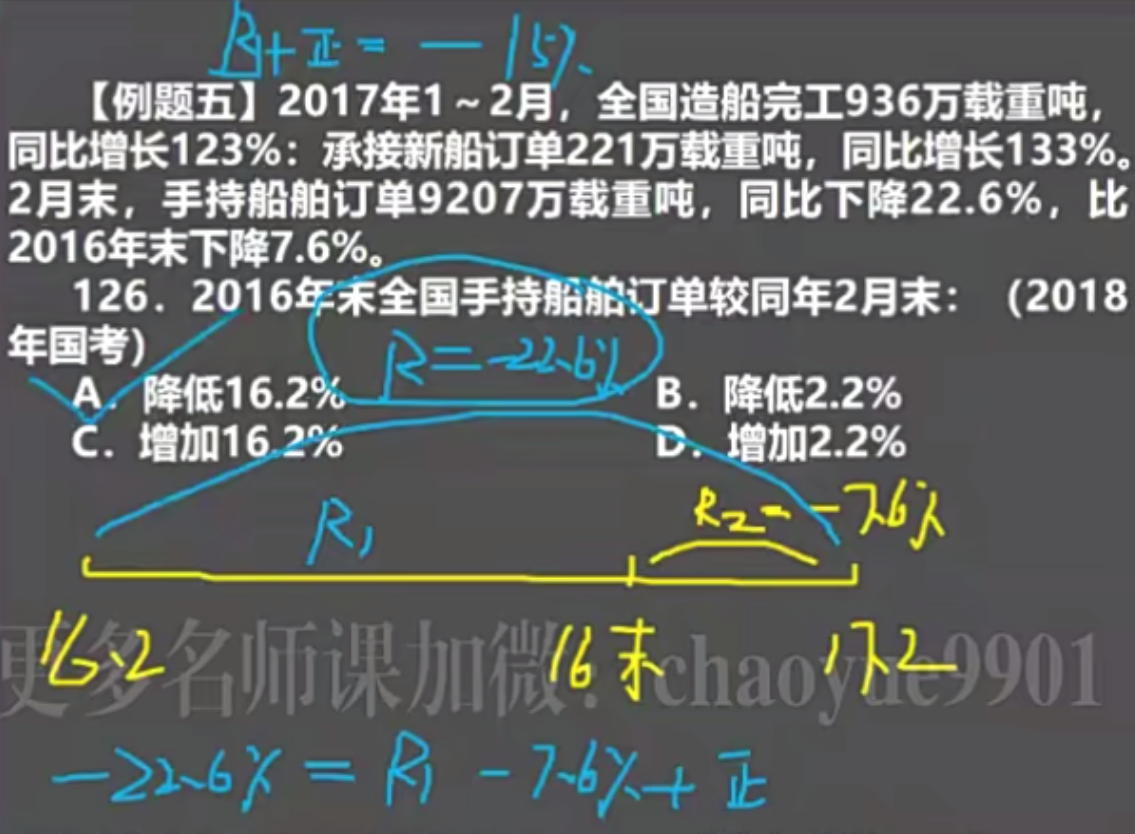 R₁+正=-15%
【例题五】2017年1~2月，全国造船完工936万载重吨，
同比增长123%：承接新船订单221万载重吨，同比增长133%。
2月末，手持船舶订单9207万载重吨，同比下降22.6%，比
2016年末下降7.6%。
126．2016年末全国手持船舶订单较同年2月末：（2018
年国考）
R=-22.6%
A．降低16.2% B．降低2.2%
C．增加16.2% D．增加2.2%
R₁ R₂=-7.6%
16.2 16末 17.2
更多名师课加微：chaoyue9901
-22.6%=R₁-7.6%+正